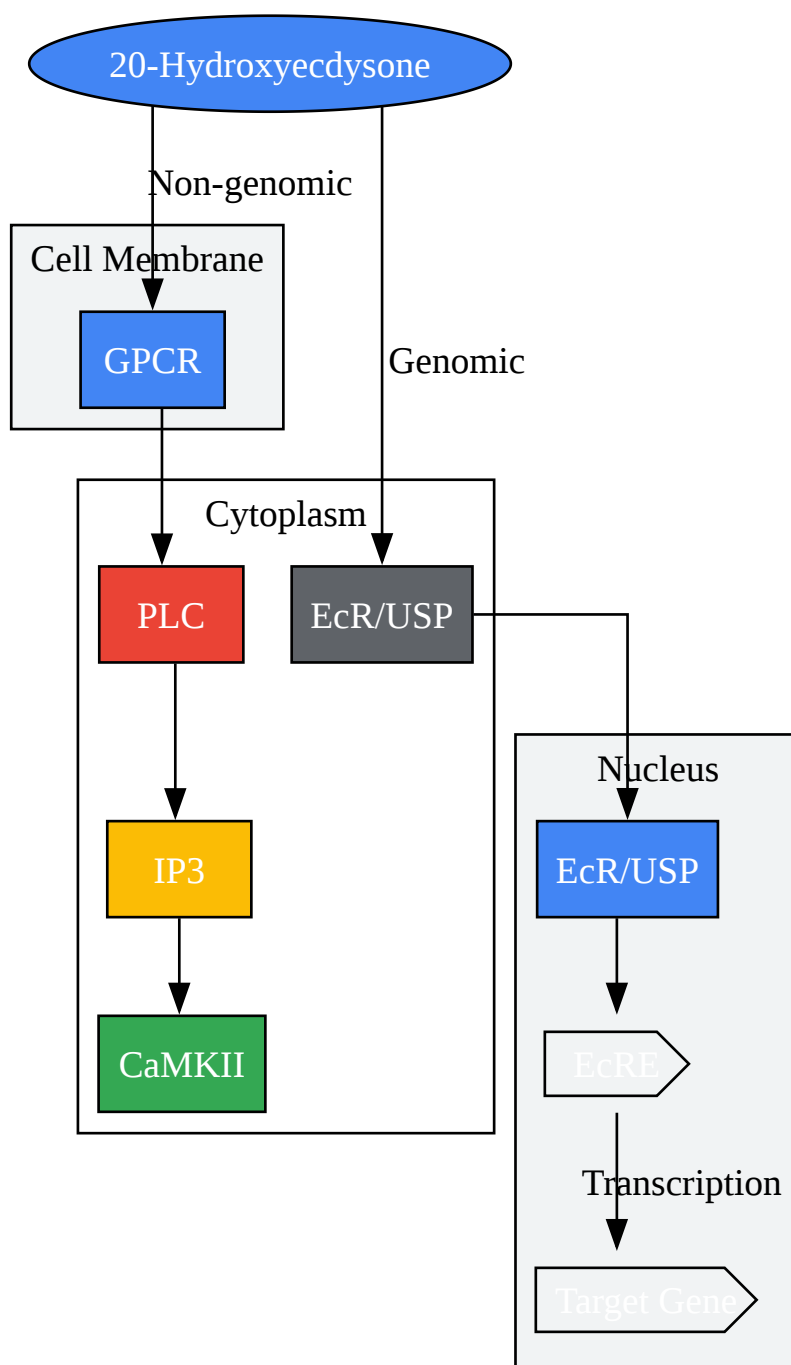 20-Hydroxyecdysone
Non-genomic
Cell Membrane
GPCR
Genomic
Cytoplasm
PLC
EcR/USP
Nucleus
IP3
EcR/USP
CaMKII
EcRE
Transcription
Target Gene